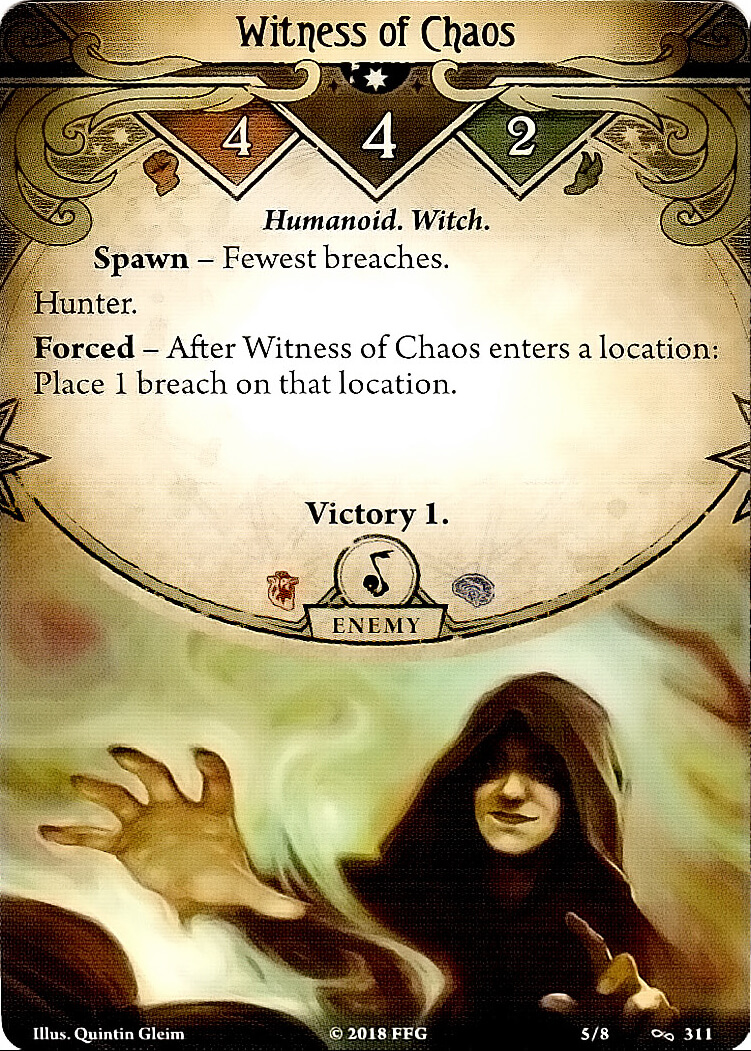 Witness of Chaos
4 4 2
Humanoid. Witch.
Spawn – Fewest breaches.
Hunter.
Forced – After Witness of Chaos enters a location:
Place 1 breach on that location.
Victory 1.
ENEMY
Illus. Quintin Gleim © 2018 FFG 5/8 311